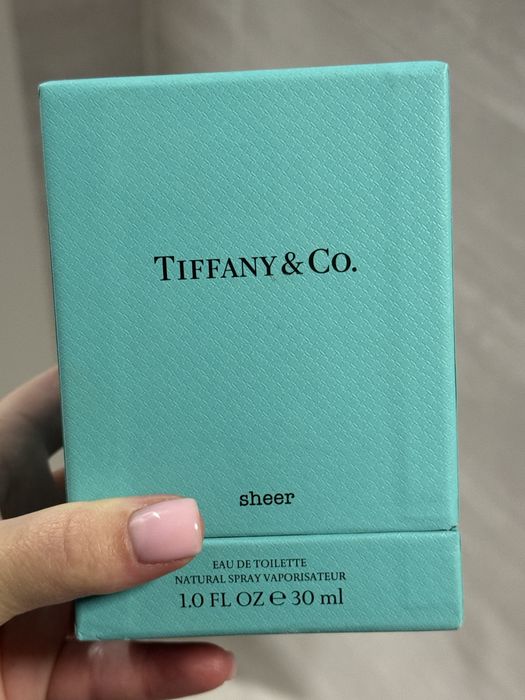 TIFFANY & CO.
sheer
EAU DE TOILETTE
NATURAL SPRAY VAPORISATEUR
1.0 FL OZ ℮ 30 ml